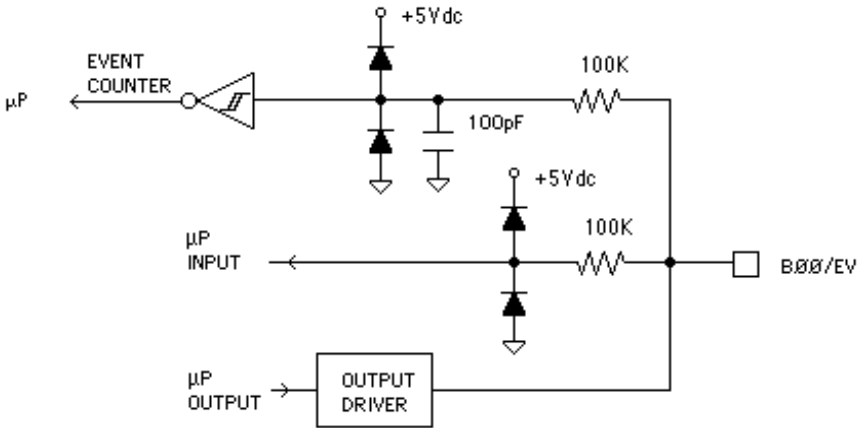 +5Vdc
EVENT
COUNTER
100K
µP
100pF
+5Vdc
100K
µP
INPUT
BØØ/EV
µP
OUTPUT
OUTPUT
DRIVER